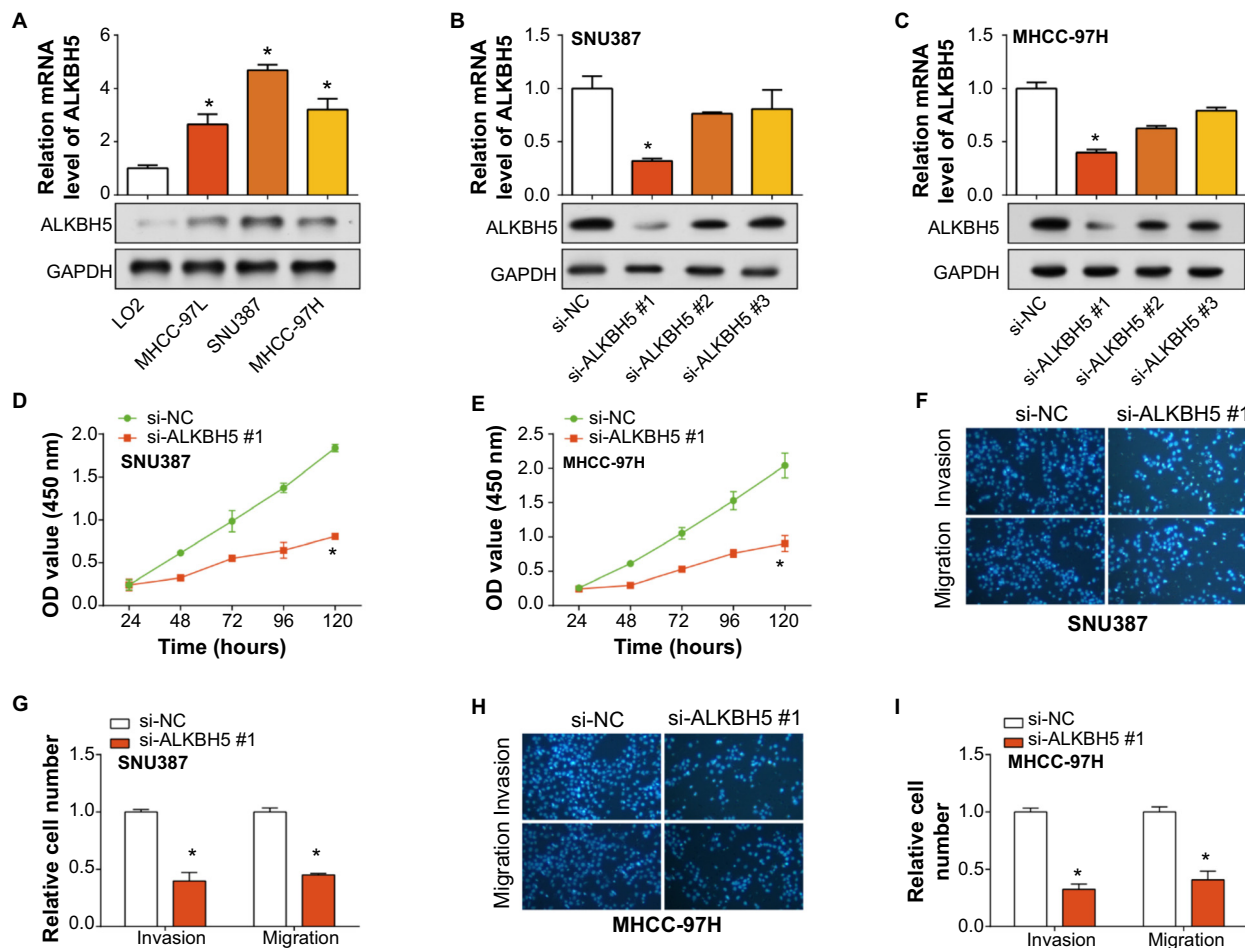 A
Relation mRNA
level of ALKBH5
6
4
2
0
*
*
*
ALKBH5
GAPDH
LO2
MHCC-97L
SNU387
MHCC-97H
B
SNU387
Relation mRNA
level of ALKBH5
1.5
1.0
0.5
0.0
*
ALKBH5
GAPDH
si-NC
si-ALKBH5 #1
si-ALKBH5 #2
si-ALKBH5 #3
C
MHCC-97H
Relation mRNA
level of ALKBH5
1.5
1.0
0.5
0.0
*
ALKBH5
GAPDH
si-NC
si-ALKBH5 #1
si-ALKBH5 #2
si-ALKBH5 #3
D
si-NC
si-ALKBH5 #1
SNU387
OD value (450 nm)
2.0
1.5
1.0
0.5
0.0
*
24 48 72 96 120
Time (hours)
E
si-NC
si-ALKBH5 #1
MHCC-97H
OD value (450 nm)
2.5
2.0
1.5
1.0
0.5
0.0
*
24 48 72 96 120
Time (hours)
F
si-NC si-ALKBH5 #1
Invasion
Migration
SNU387
G
si-NC
si-ALKBH5 #1
SNU387
Relative cell number
1.5
1.0
0.5
0.0
*
*
Invasion Migration
H
si-NC si-ALKBH5 #1
Invasion
Migration
MHCC-97H
I
si-NC
si-ALKBH5 #1
MHCC-97H
Relative cell
number
1.5
1.0
0.5
0.0
*
*
Invasion Migration